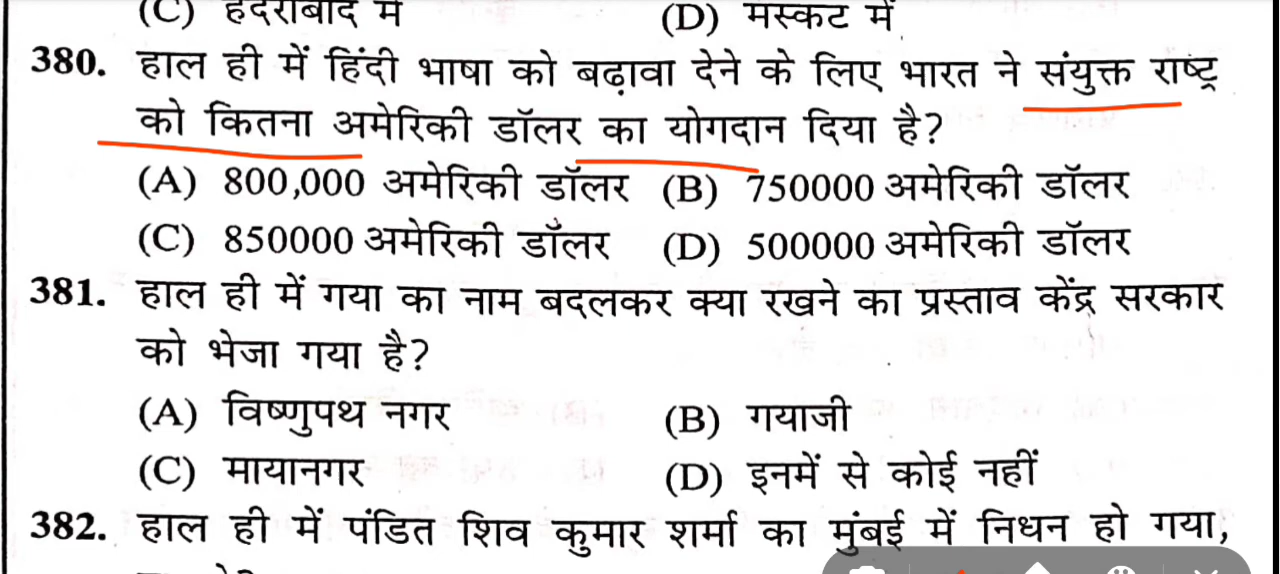 (C) हैदराबाद में (D) मस्कट में
380. हाल ही में हिंदी भाषा को बढ़ावा देने के लिए भारत ने संयुक्त राष्ट्र
को कितना अमेरिकी डॉलर का योगदान दिया है?
(A) 800,000 अमेरिकी डॉलर (B) 750000 अमेरिकी डॉलर
(C) 850000 अमेरिकी डॉलर (D) 500000 अमेरिकी डॉलर
381. हाल ही में गया का नाम बदलकर क्या रखने का प्रस्ताव केंद्र सरकार
को भेजा गया है?
(A) विष्णुपथ नगर (B) गयाजी
(C) मायानगर (D) इनमें से कोई नहीं
382. हाल ही में पंडित शिव कुमार शर्मा का मुंबई में निधन हो गया,